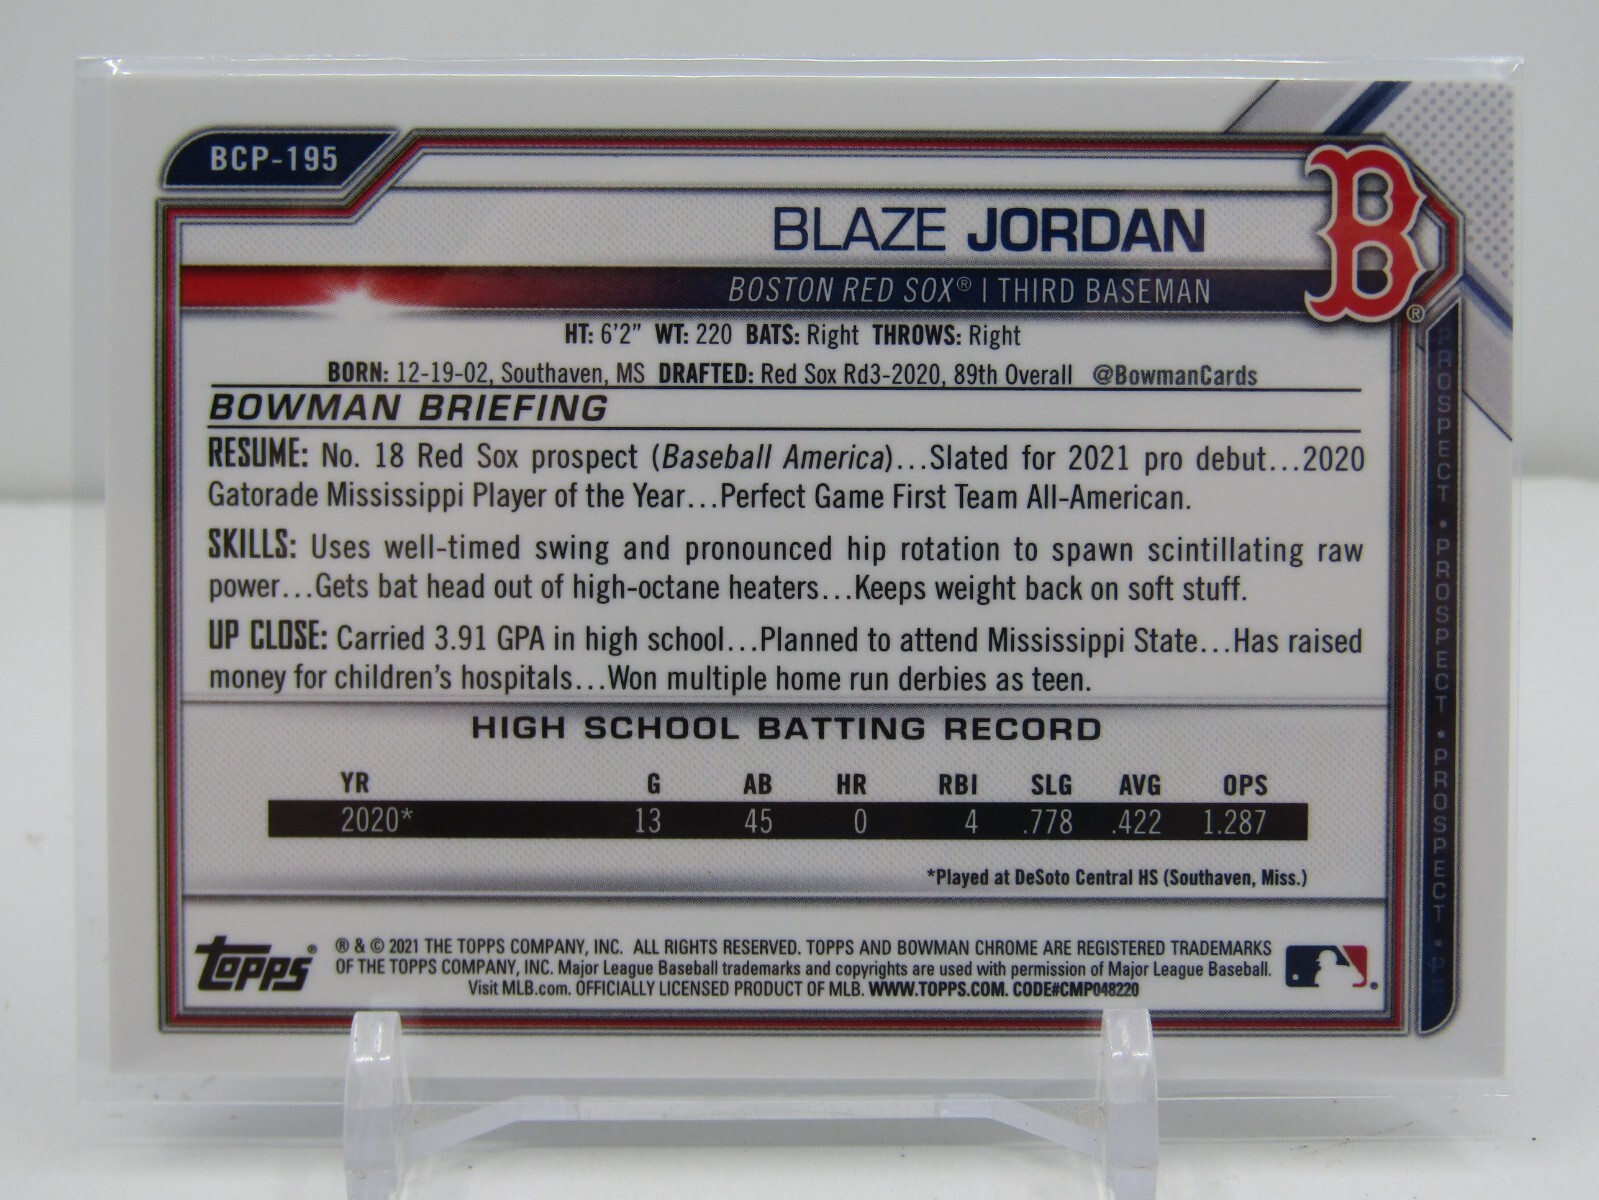 BCP-195
BLAZE JORDAN
BOSTON RED SOX® | THIRD BASEMAN
B®
HT: 6'2" WT: 220 BATS: Right THROWS: Right
BORN: 12-19-02, Southaven, MS DRAFTED: Red Sox Rd3-2020, 89th Overall @BowmanCards
BOWMAN BRIEFING
RESUME: No. 18 Red Sox prospect (Baseball America)...Slated for 2021 pro debut...2020
Gatorade Mississippi Player of the Year...Perfect Game First Team All-American.
SKILLS: Uses well-timed swing and pronounced hip rotation to spawn scintillating raw
power...Gets bat head out of high-octane heaters...Keeps weight back on soft stuff.
UP CLOSE: Carried 3.91 GPA in high school...Planned to attend Mississippi State...Has raised
money for children's hospitals...Won multiple home run derbies as teen.
HIGH SCHOOL BATTING RECORD
YR G AB HR RBI SLG AVG OPS
2020* 13 45 0 4 .778 .422 1.287
*Played at DeSoto Central HS (Southaven, Miss.)
Topps®
® & © 2021 THE TOPPS COMPANY, INC. ALL RIGHTS RESERVED. TOPPS AND BOWMAN CHROME ARE REGISTERED TRADEMARKS
OF THE TOPPS COMPANY, INC. Major League Baseball trademarks and copyrights are used with permission of Major League Baseball.
Visit MLB.com. OFFICIALLY LICENSED PRODUCT OF MLB. WWW.TOPPS.COM. CODE#CMP048220
PROSPECT • PROSPECT • PROSPECT •